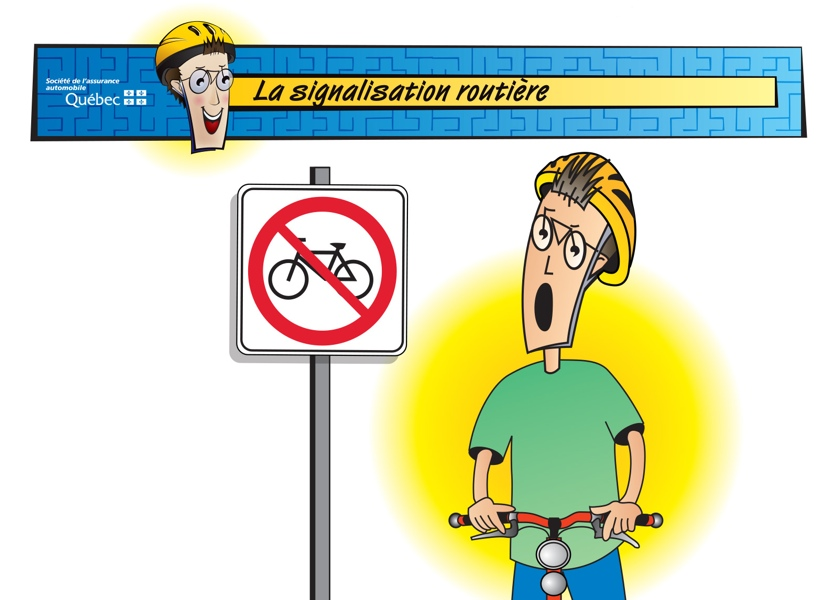 Société de l'assurance
automobile
Québec
La signalisation routière